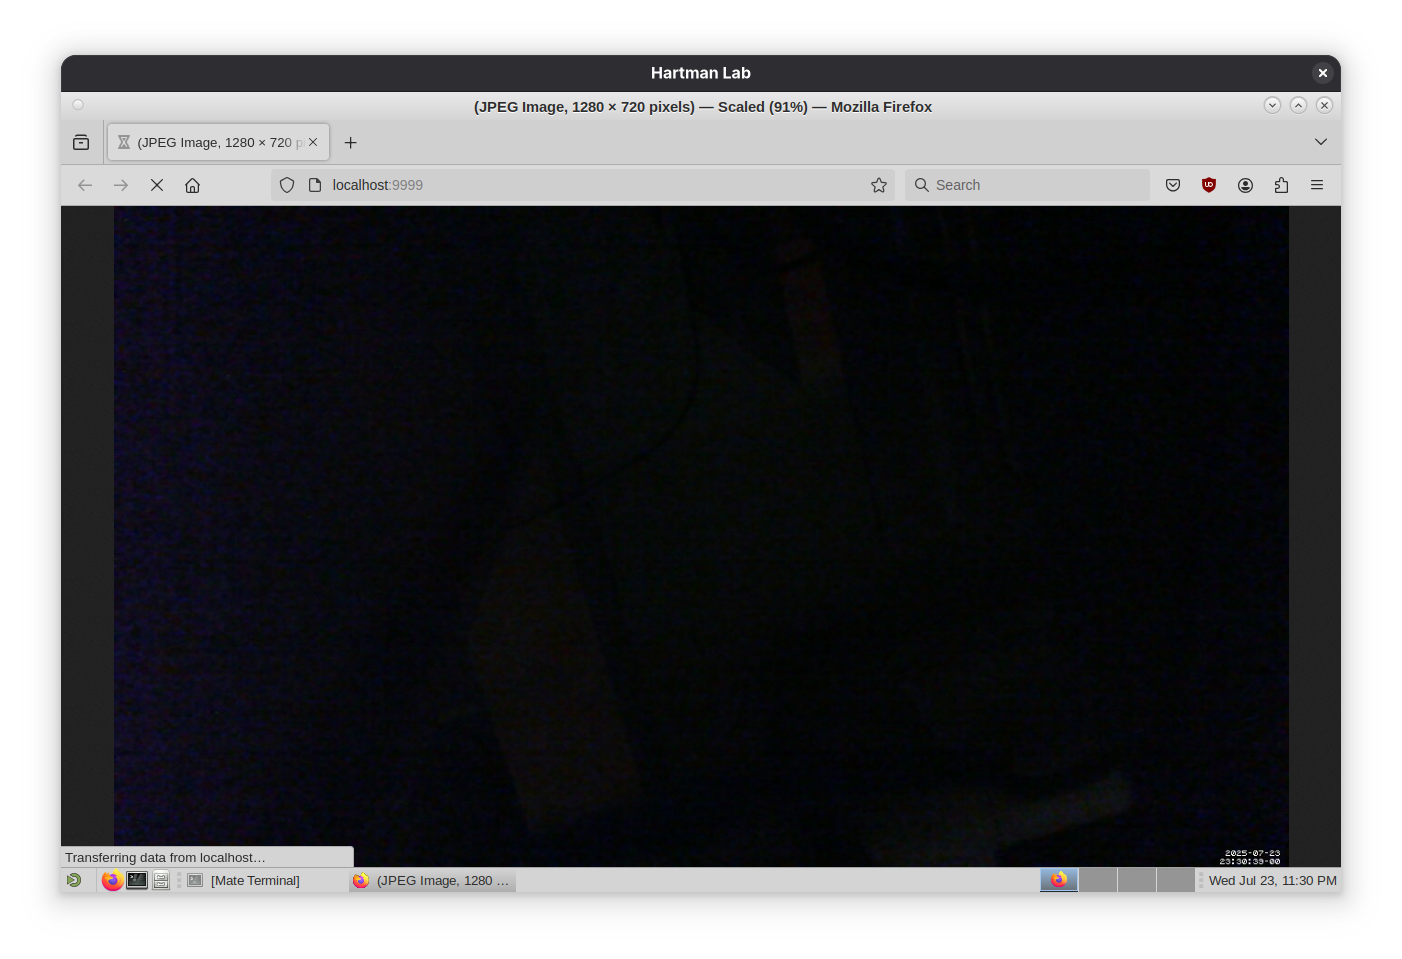 Hartman Lab
(JPEG Image, 1280 × 720 pixels) — Scaled (91%) — Mozilla Firefox
(JPEG Image, 1280 × 720 p
localhost:9999
Search
Transferring data from localhost…
2025-07-23
23:30:39-00
[Mate Terminal]
(JPEG Image, 1280 …
Wed Jul 23, 11:30 PM